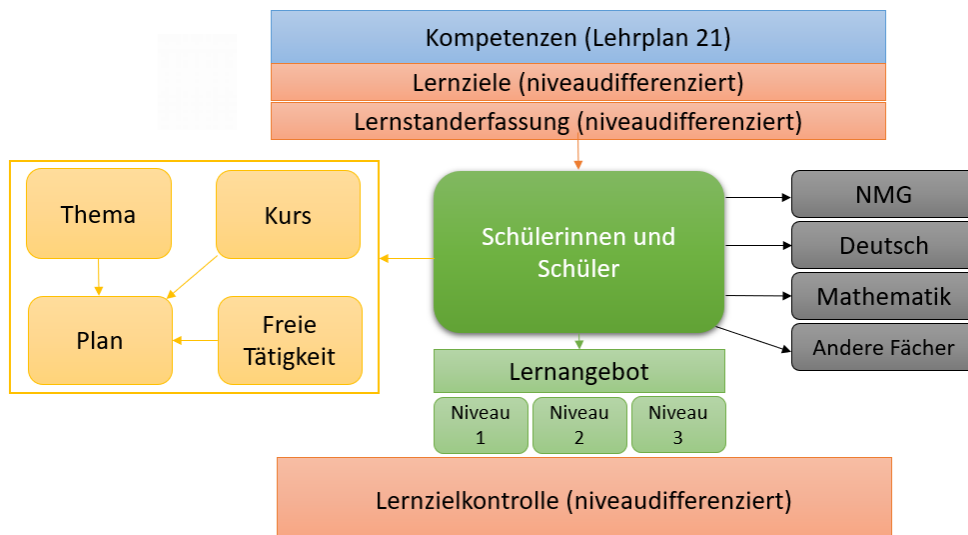 Kompetenzen (Lehrplan 21)
Lernziele (niveaudifferenziert)
Lernstanderfassung (niveaudifferenziert)
Thema
Kurs
Plan
Freie
Tätigkeit
Schülerinnen und
Schüler
NMG
Deutsch
Mathematik
Andere Fächer
Lernangebot
Niveau
1
Niveau
2
Niveau
3
Lernzielkontrolle (niveaudifferenziert)